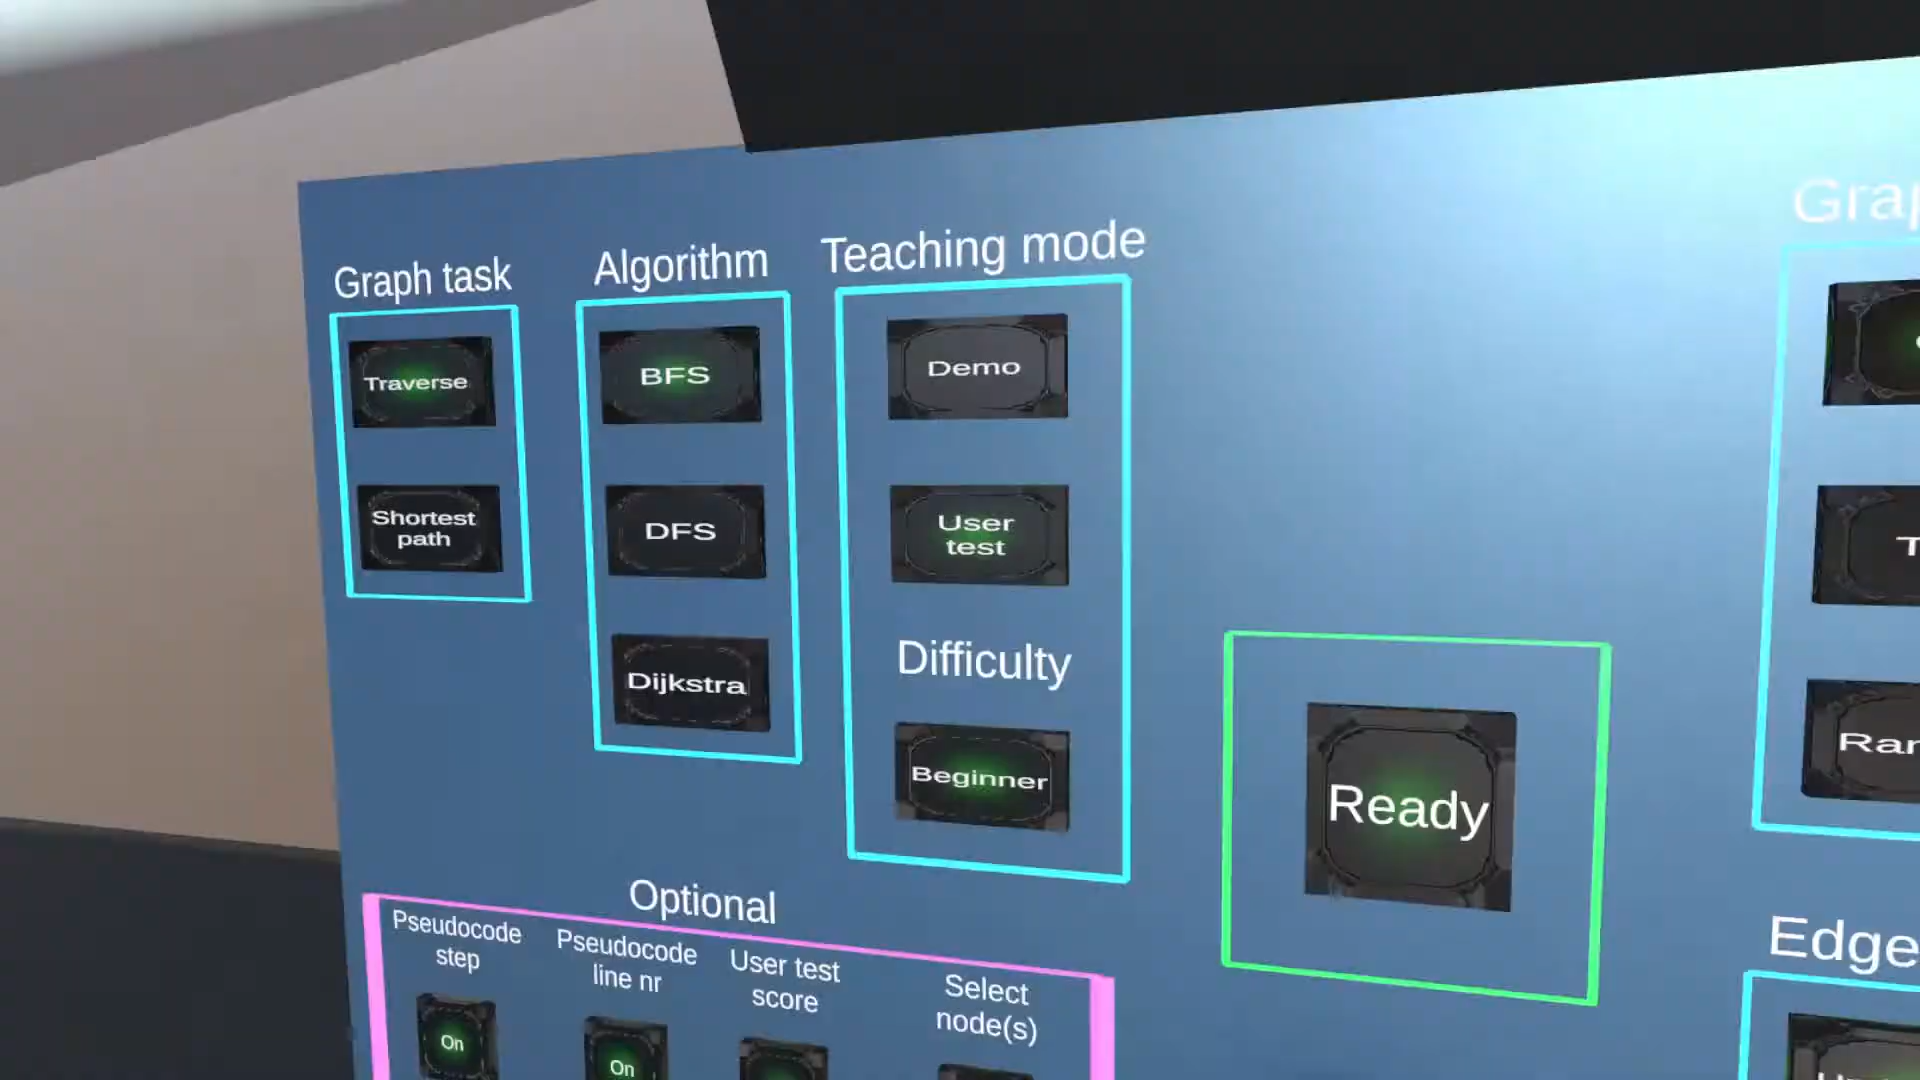 Graph task
Traverse
Shortest
path
Algorithm
BFS
DFS
Dijkstra
Teaching mode
Demo
User
test
Difficulty
Beginner
Ready
Optional
Pseudocode
step
On
Pseudocode
line nr
On
User test
score
Select
node(s)
Edge